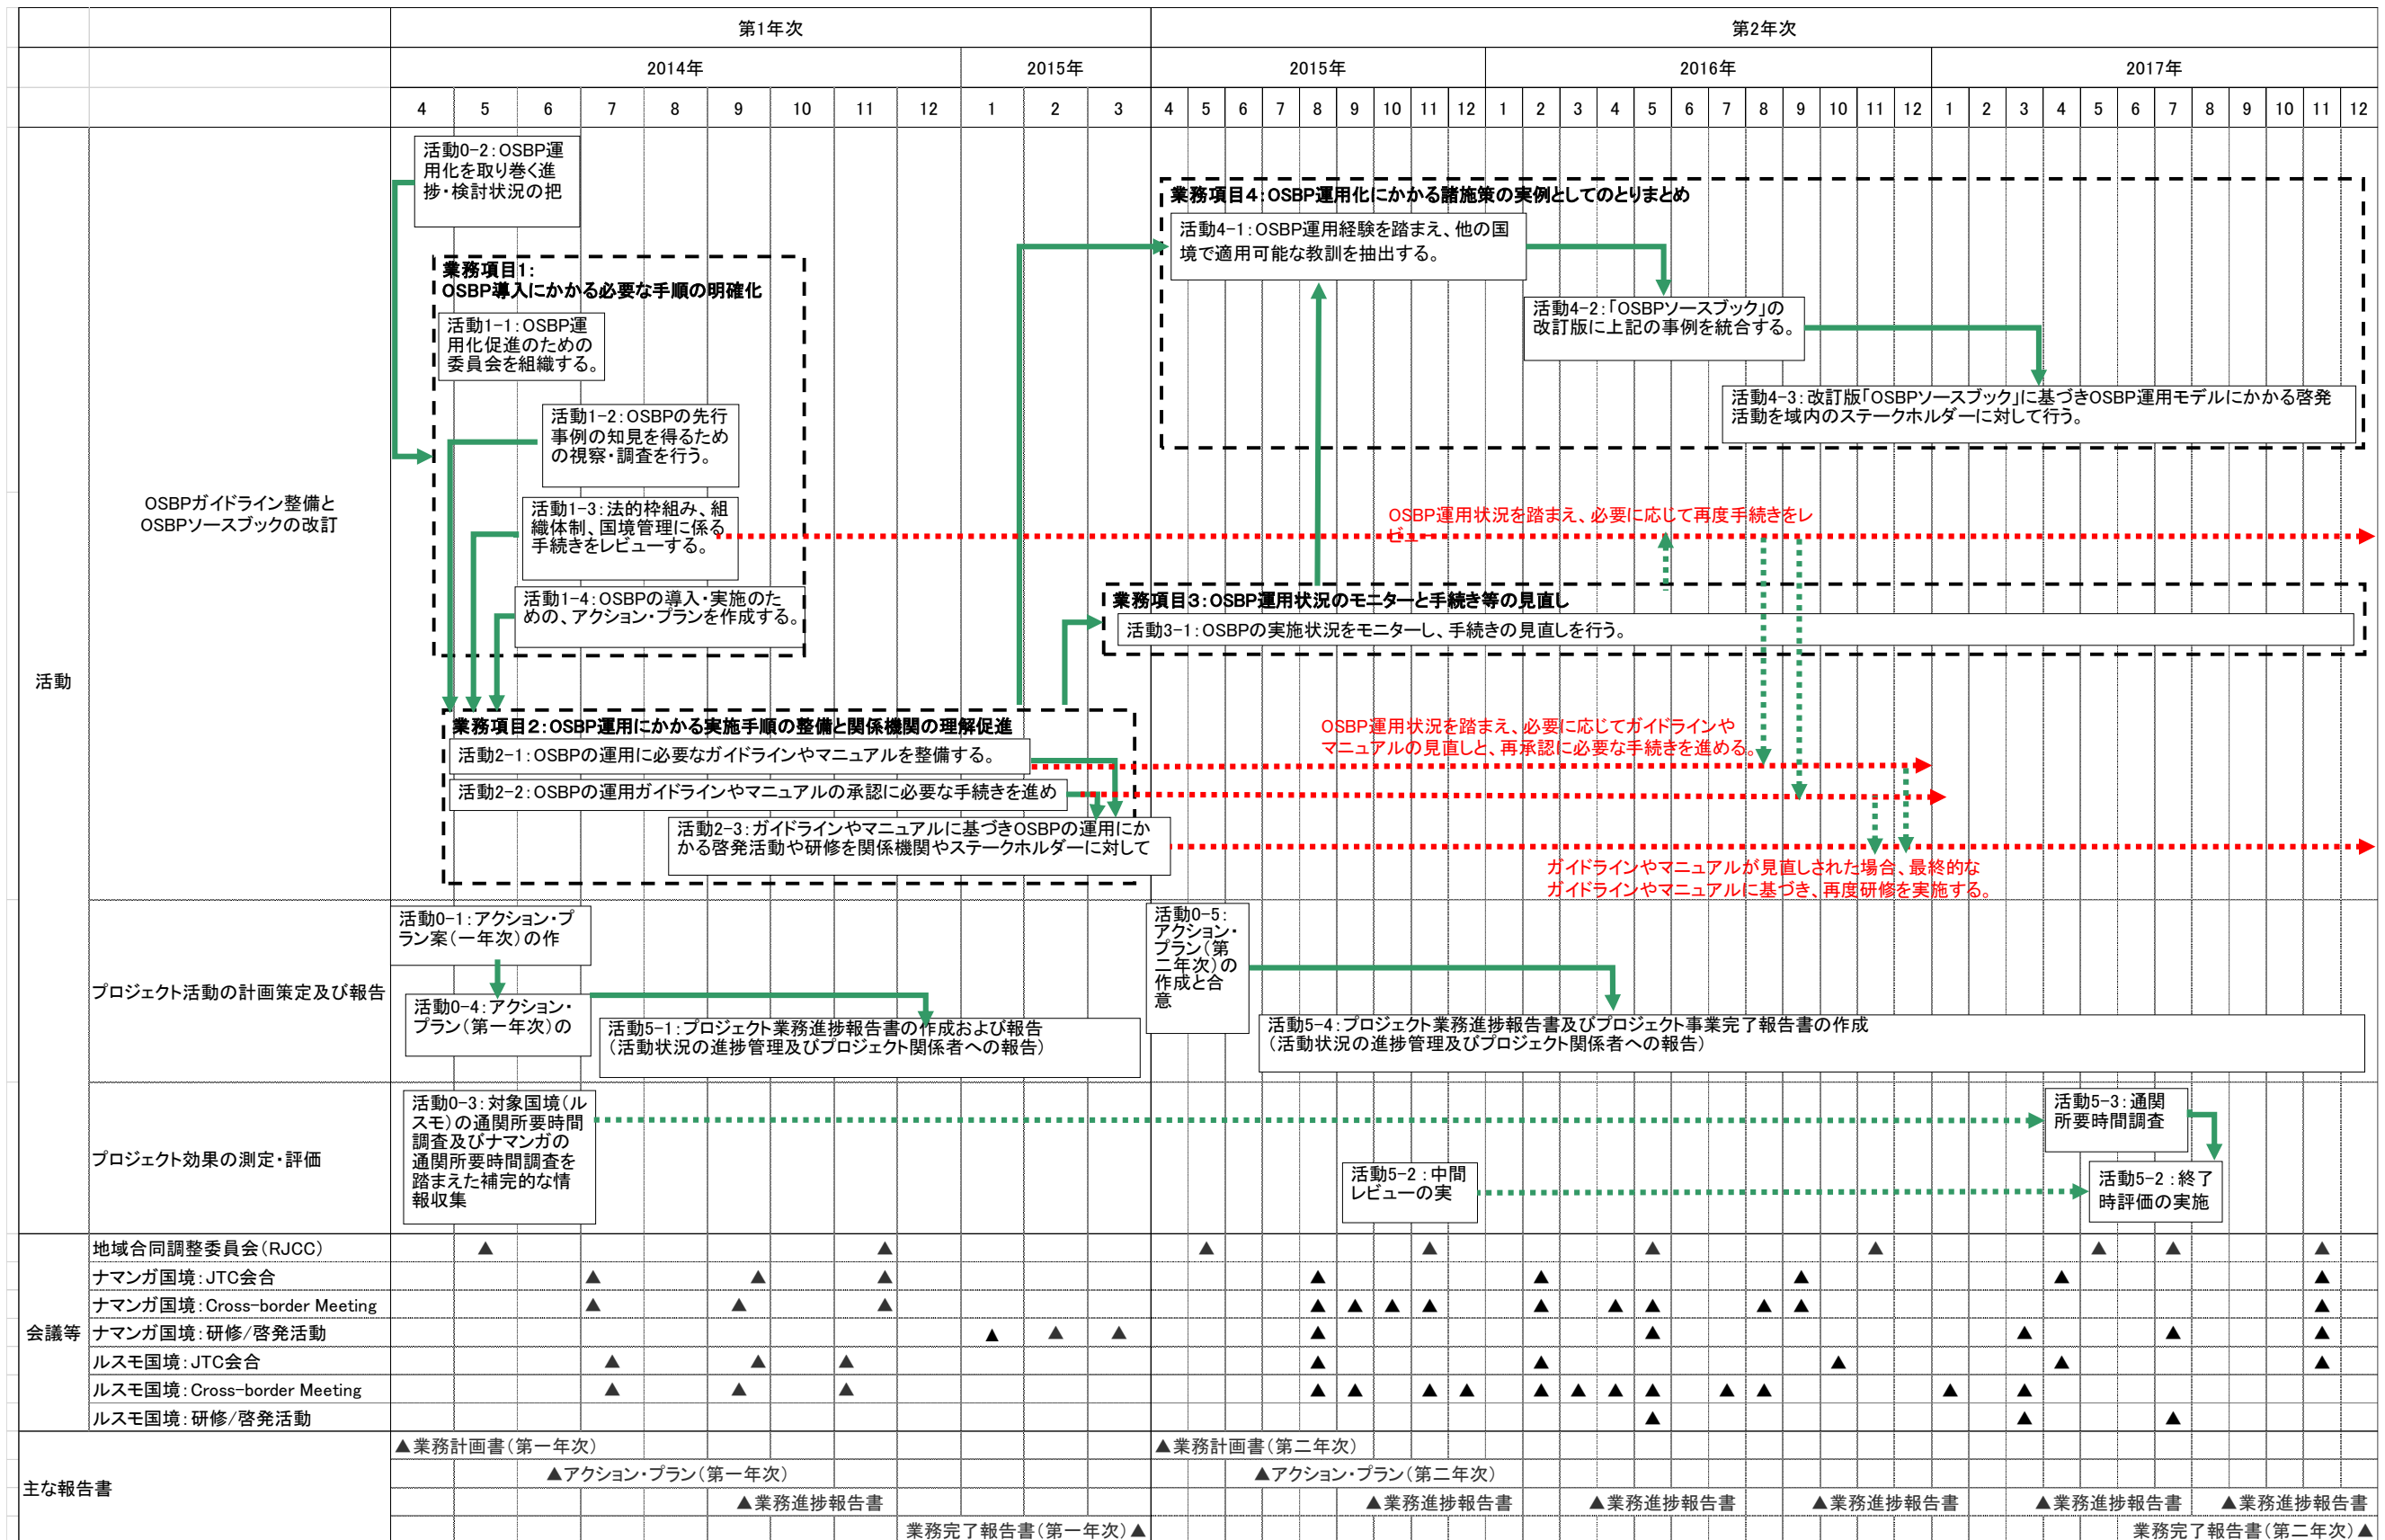 第1年次
第2年次
2014年
2015年
2015年
2016年
2017年
4 5 6 7 8 9 10 11 12 1 2 3 4 5 6 7 8 9 10 11 12 1 2 3 4 5 6 7 8 9 10 11 12 1 2 3 4 5 6 7 8 9 10 11 12
活動
OSBPガイドライン整備と
OSBPソースブックの改訂
活動0-2:OSBP運
用化を取り巻く進
捗・検討状況の把
業務項目1:
OSBP導入にかかる必要な手順の明確化
活動1-1:OSBP運
用化促進のための
委員会を組織する。
活動1-2:OSBPの先行
事例の知見を得るため
の視察・調査を行う。
活動1-3:法的枠組み、組
織体制、国境管理に係る
手続きをレビューする。
活動1-4:OSBPの導入・実施のた
めの、アクション・プランを作成する。
業務項目4:OSBP運用化にかかる諸施策の実例としてのとりまとめ
活動4-1:OSBP運用経験を踏まえ、他の国
境で適用可能な教訓を抽出する。
活動4-2:「OSBPソースブック」の
改訂版に上記の事例を統合する。
活動4-3:改訂版「OSBPソースブック」に基づきOSBP運用モデルにかかる啓発
活動を域内のステークホルダーに対して行う。
OSBP運用状況を踏まえ、必要に応じて再度手続きをレ
ビュー
業務項目3:OSBP運用状況のモニターと手続き等の見直し
活動3-1:OSBPの実施状況をモニターし、手続きの見直しを行う。
業務項目2:OSBP運用にかかる実施手順の整備と関係機関の理解促進
活動2-1:OSBPの運用に必要なガイドラインやマニュアルを整備する。
活動2-2:OSBPの運用ガイドラインやマニュアルの承認に必要な手続きを進め
活動2-3:ガイドラインやマニュアルに基づきOSBPの運用にか
かる啓発活動や研修を関係機関やステークホルダーに対して
OSBP運用状況を踏まえ、必要に応じてガイドラインや
マニュアルの見直しと、再承認に必要な手続きを進める。
ガイドラインやマニュアルが見直しされた場合、最終的な
ガイドラインやマニュアルに基づき、再度研修を実施する。
プロジェクト活動の計画策定及び報告
活動0-1:アクション・プ
ラン案(一年次)の作
活動0-4:アクション・
プラン(第一年次)の
活動5-1:プロジェクト業務進捗報告書の作成および報告
(活動状況の進捗管理及びプロジェクト関係者への報告)
活動0-5:
アクション・
プラン(第
二年次)の
作成と合
意
活動5-4:プロジェクト業務進捗報告書及びプロジェクト事業完了報告書の作成
(活動状況の進捗管理及びプロジェクト関係者への報告)
プロジェクト効果の測定・評価
活動0-3:対象国境(ル
スモ)の通関所要時間
調査及びナマンガの
通関所要時間調査を
踏まえた補完的な情
報収集
活動5-2:中間
レビューの実
活動5-3:通関
所要時間調査
活動5-2:終了
時評価の実施
会議等
地域合同調整委員会(RJCC)
ナマンガ国境:JTC会合
ナマンガ国境:Cross-border Meeting
ナマンガ国境:研修/啓発活動
ルスモ国境:JTC会合
ルスモ国境:Cross-border Meeting
ルスモ国境:研修/啓発活動
主な報告書
▲業務計画書(第一年次) ▲業務計画書(第二年次)
▲アクション・プラン(第一年次) ▲アクション・プラン(第二年次)
▲業務進捗報告書 ▲業務進捗報告書 ▲業務進捗報告書 ▲業務進捗報告書 ▲業務進捗報告書 ▲業務進捗報告書
業務完了報告書(第一年次)▲ 業務完了報告書(第二年次)▲